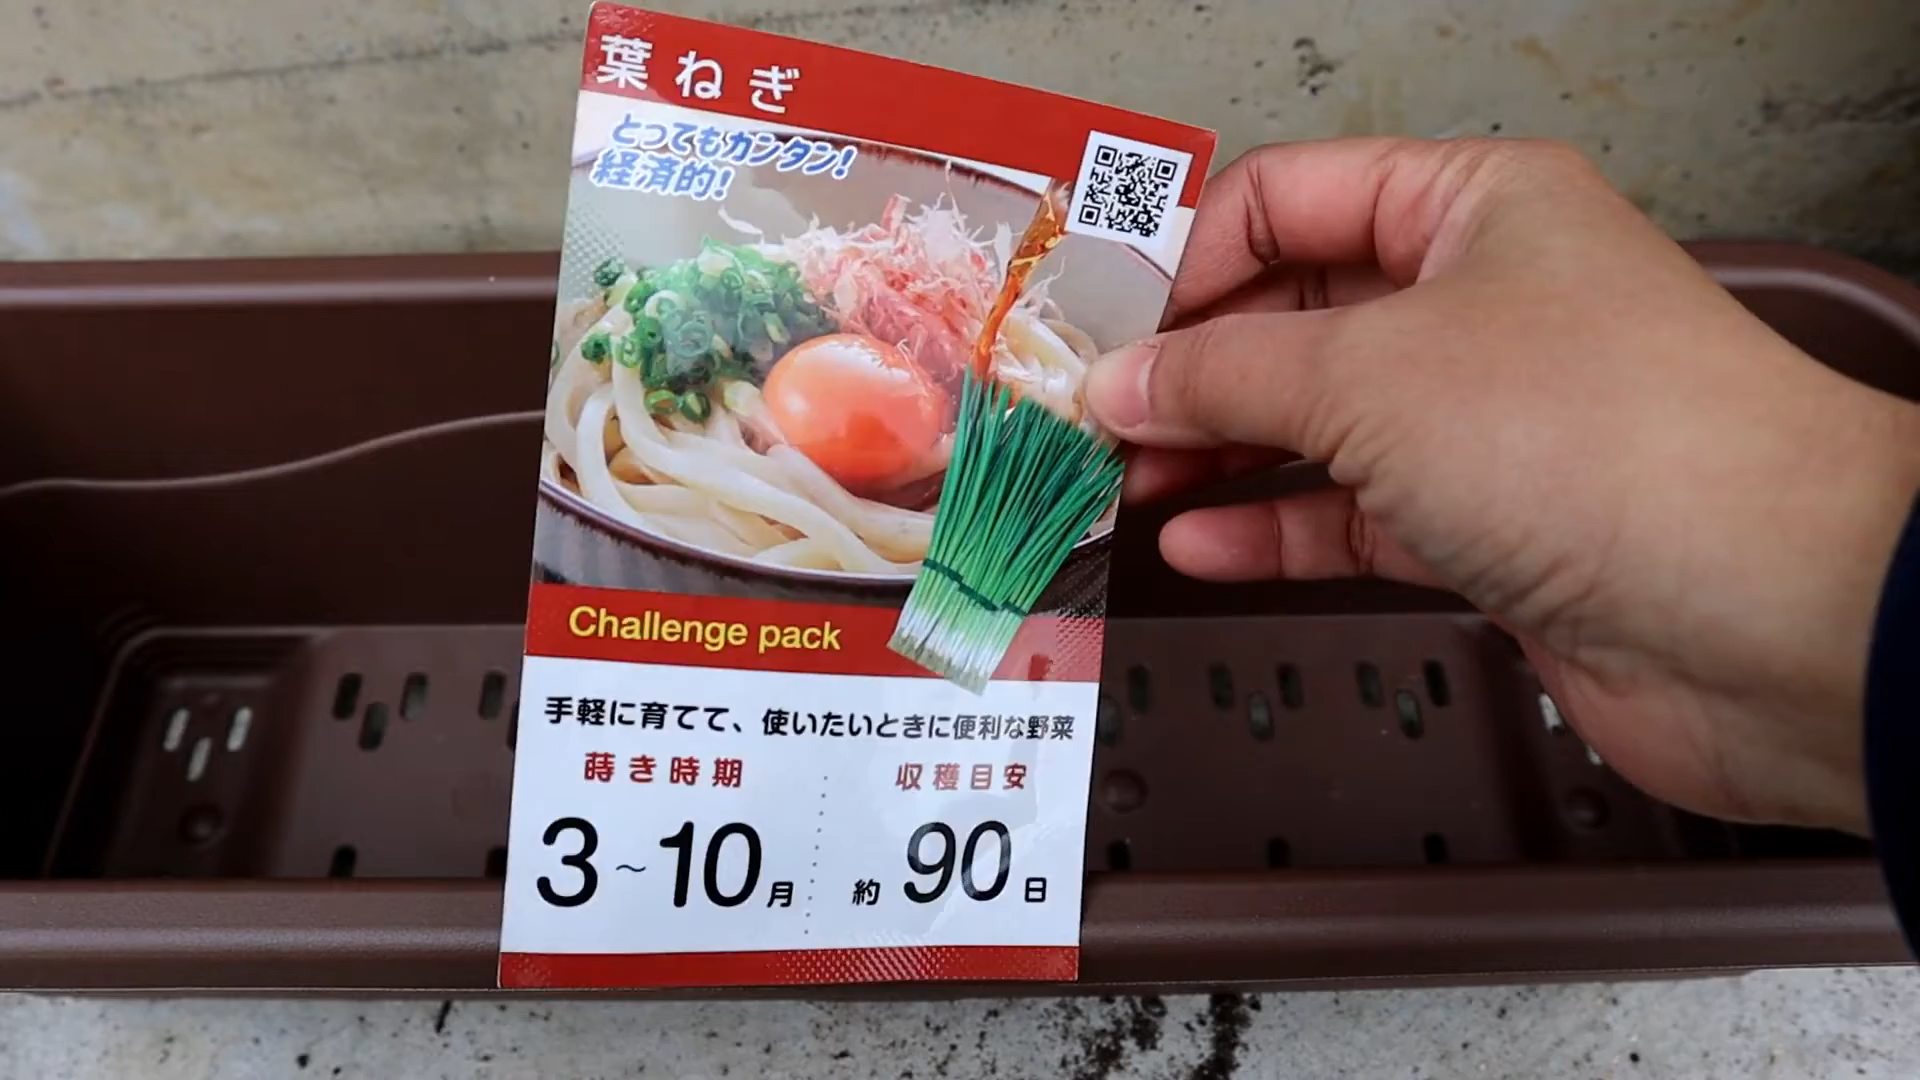 葉ねぎ
とってもカンタン!
経済的!
Challenge pack
手軽に育てて、使いたいときに便利な野菜
蒔き時期
収穫目安
3~10月
約90日